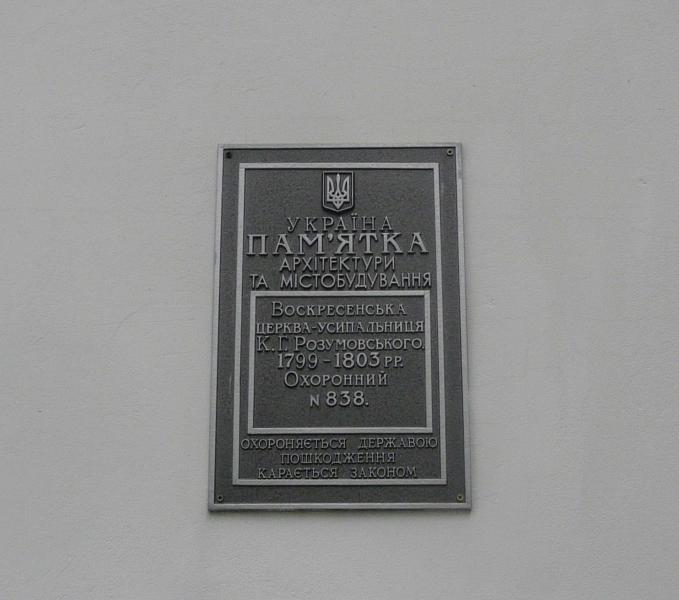 УКРАЇНА
ПАМ'ЯТКА
АРХІТЕКТУРИ
ТА МІСТОБУДУВАННЯ
ВОСКРЕСЕНСЬКА
ЦЕРКВА-УСИПАЛЬНИЦЯ
К.Г. РОЗУМОВСЬКОГО.
1799-1803 РР.
ОХОРОННИЙ
N 838.
ОХОРОНЯЄТЬСЯ ДЕРЖАВОЮ
ПОШКОДЖЕННЯ
КАРАЄТЬСЯ ЗАКОНОМ